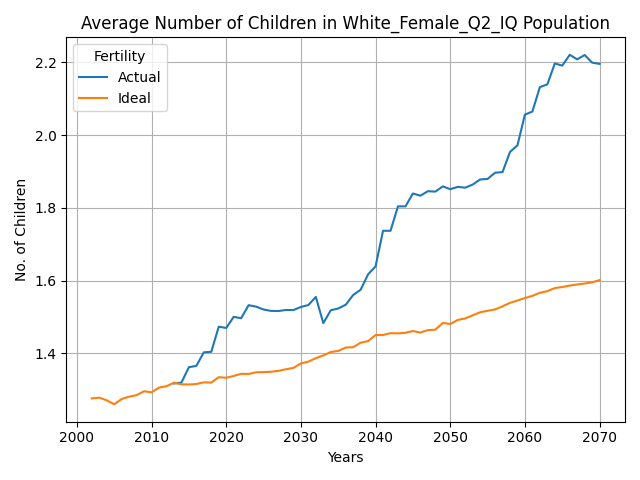 Average Number of Children in White_Female_Q2_IQ Population
Fertility
Actual
Ideal
No. of Children
2.2
2.0
1.8
1.6
1.4
2000 2010 2020 2030 2040 2050 2060 2070
Years